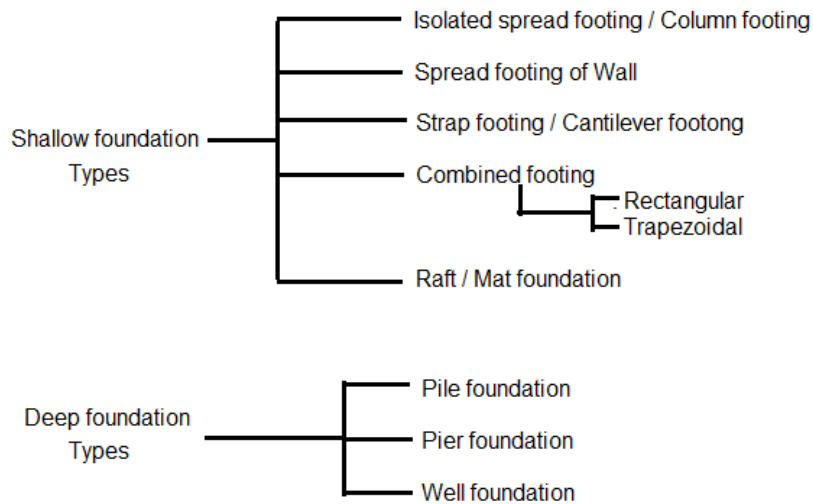 Isolated spread footing / Column footing
Spread footing of Wall
Strap footing / Cantilever footong
Shallow foundation
Types
Combined footing
Rectangular
Trapezoidal
Raft / Mat foundation
Pile foundation
Deep foundation
Types
Pier foundation
Well foundation